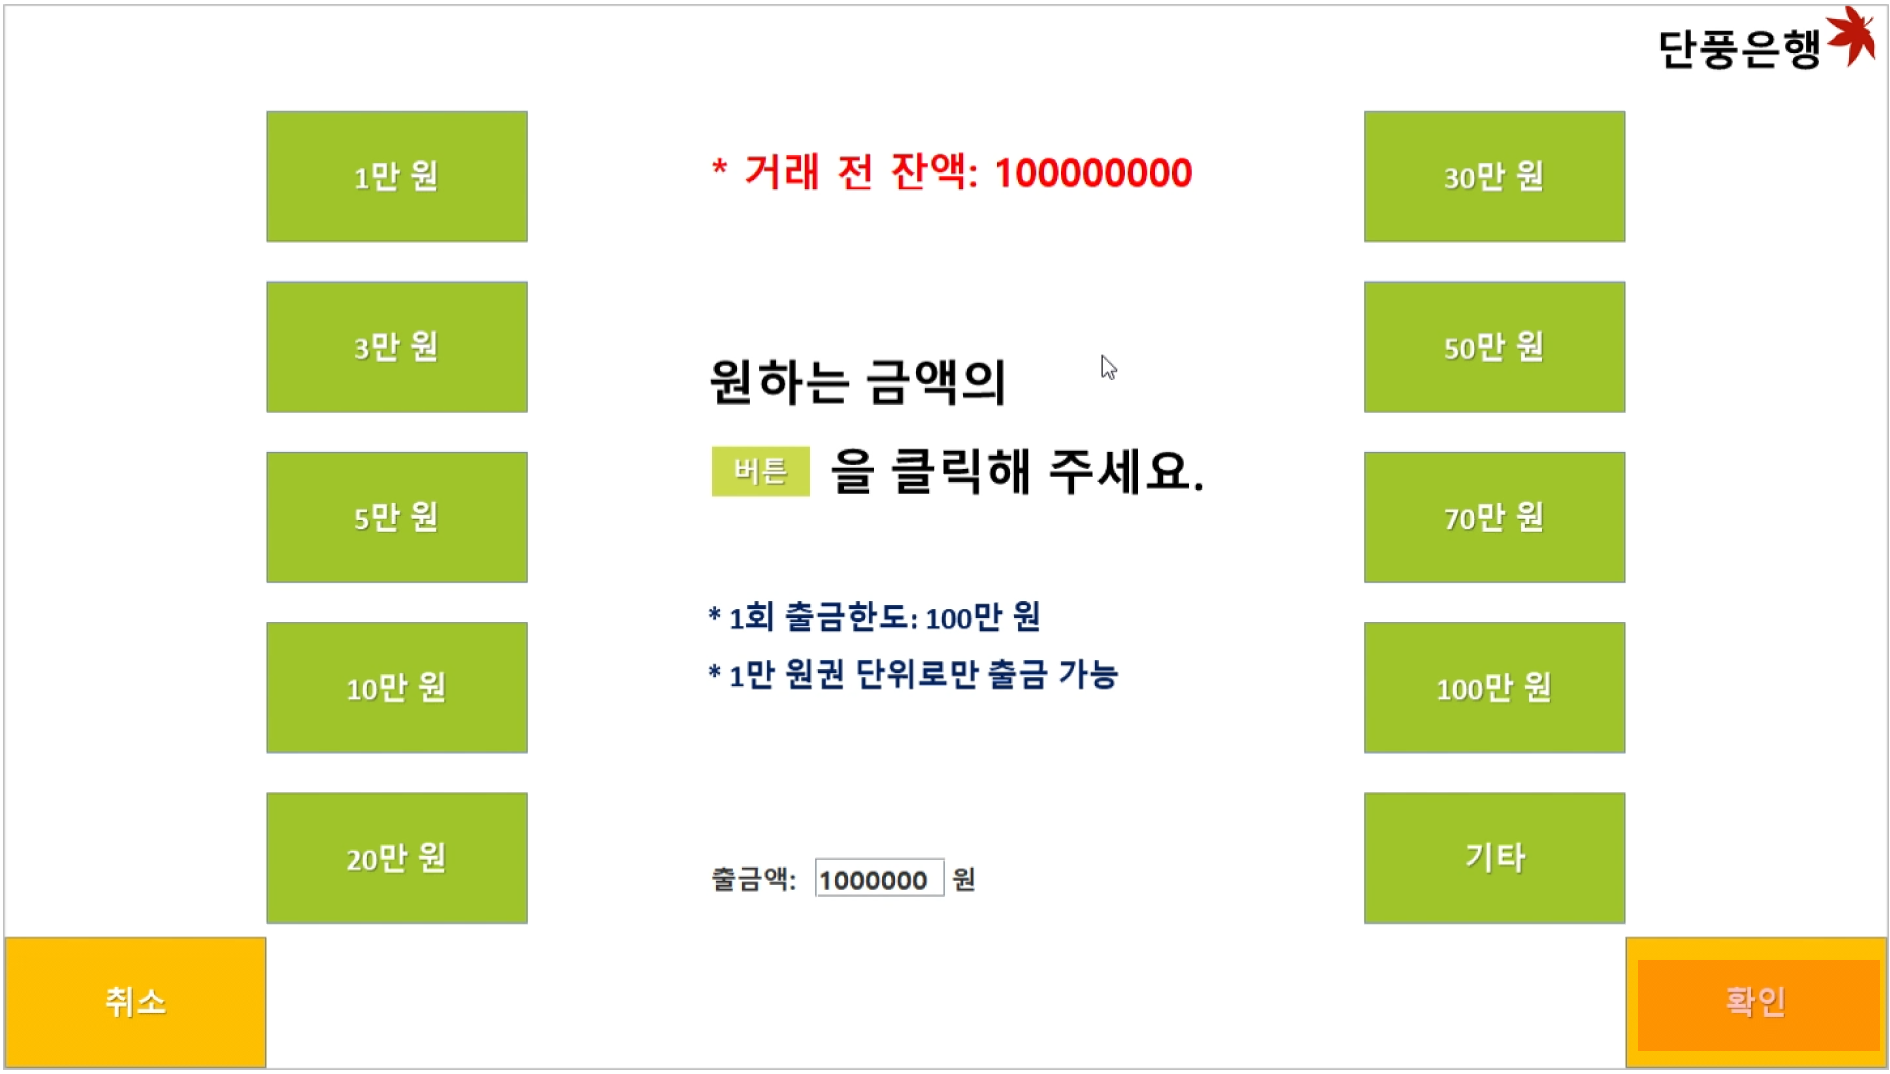 단풍은행
1만 원
3만 원
5만 원
10만 원
20만 원
* 거래 전 잔액: 100000000
원하는 금액의
버튼 을 클릭해 주세요.
* 1회 출금한도: 100만 원
* 1만 원권 단위로만 출금 가능
출금액: 1000000 원
30만 원
50만 원
70만 원
100만 원
기타
취소
확인